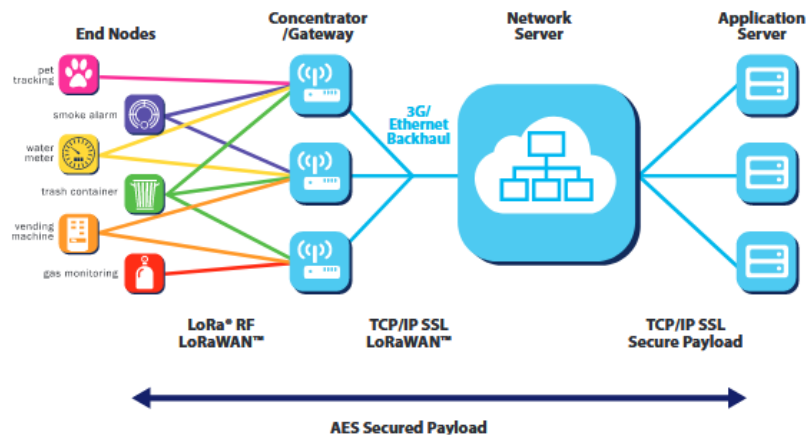 End Nodes
Concentrator
/Gateway
Network
Server
Application
Server
pet
tracking
smoke alarm
water
meter
trash container
vending
machine
gas monitoring
3G/
Ethernet
Backhaul
LoRa® RF
LoRaWAN™
TCP/IP SSL
LoRaWAN™
TCP/IP SSL
Secure Payload
AES Secured Payload